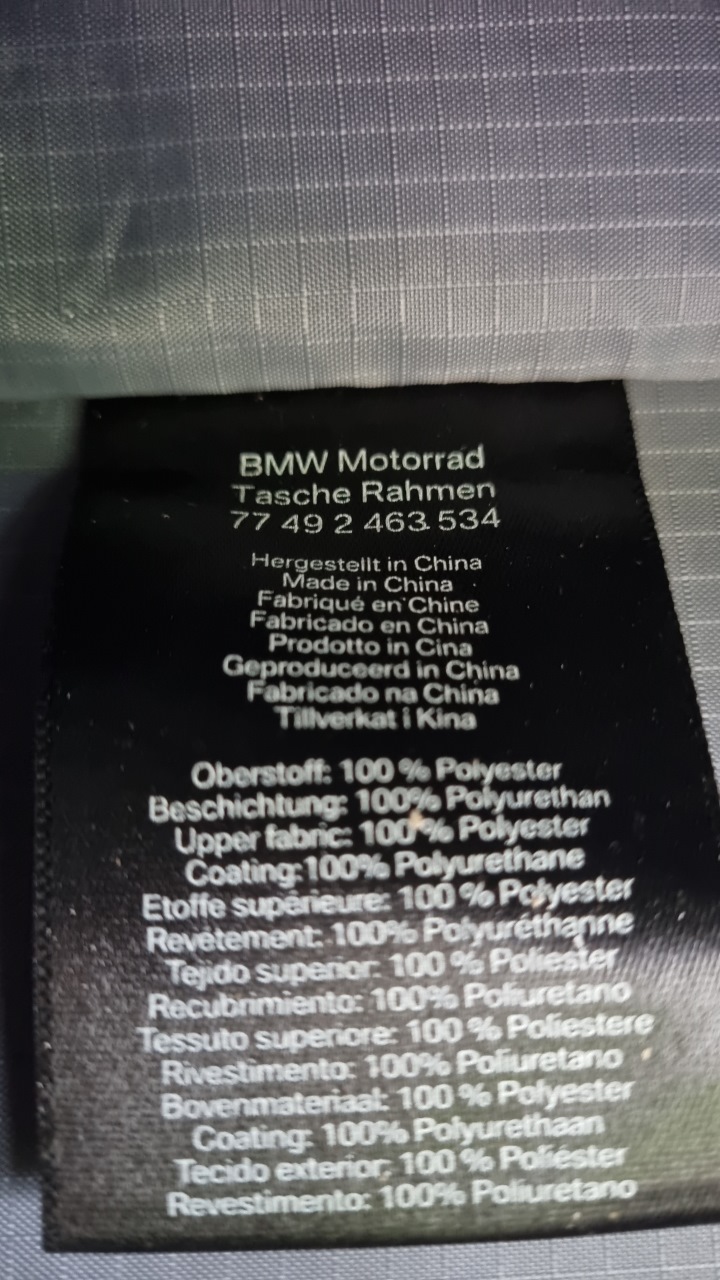 BMW Motorrad
Tasche Rahmen
77 49 2 463 534
Hergestellt in China
Made in China
Fabriqué en Chine
Fabricado en China
Prodotto in Cina
Geproduceerd in China
Fabricado na China
Tillverkat i Kina
Oberstoff: 100 % Polyester
Beschichtung: 100% Polyurethan
Upper fabric: 100 % Polyester
Coating:100% Polyurethane
Etoffe supérieure: 100 % Polyester
Revêtement: 100% Polyuréthanne
Tejido superior: 100 % Poliester
Recubrimiento: 100% Poliuretano
Tessuto superiore: 100 % Poliestere
Rivestimento: 100% Poliuretano
Bovenmateriaal: 100 % Polyester
Coating: 100% Polyurethaan
Tecido exterior: 100 % Poliéster
Revestimento: 100% Poliuretano